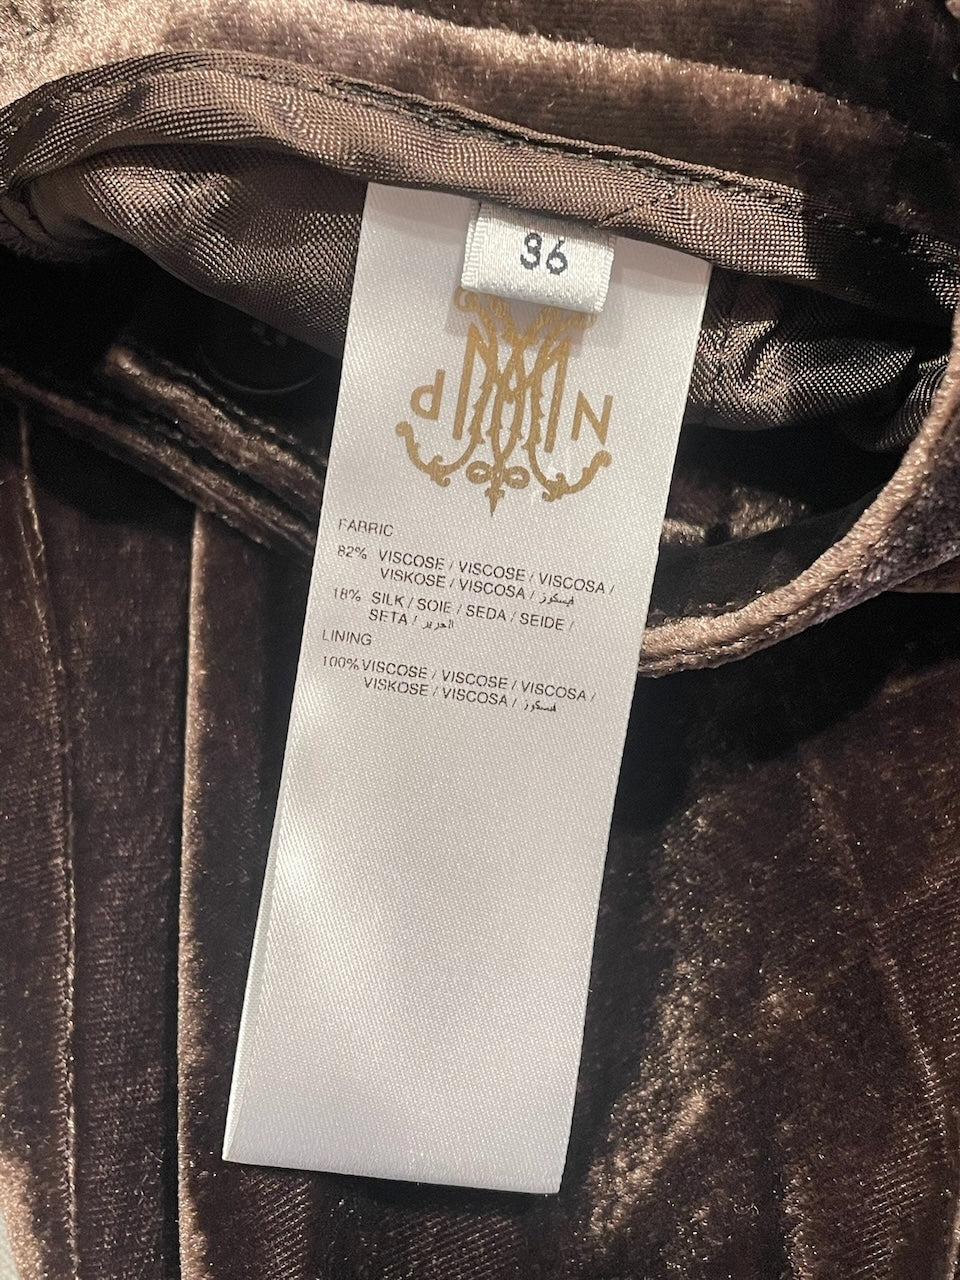 36
P N
FABRIC
82% VISCOSE / VISCOSE / VISCOSA /
VISKOSE / VISCOSA / فيسكوز
18% SILK / SOIE / SEDA / SEIDE /
SETA / الحرير
LINING
100% VISCOSE / VISCOSE / VISCOSA /
VISKOSE / VISCOSA / فيسكوز